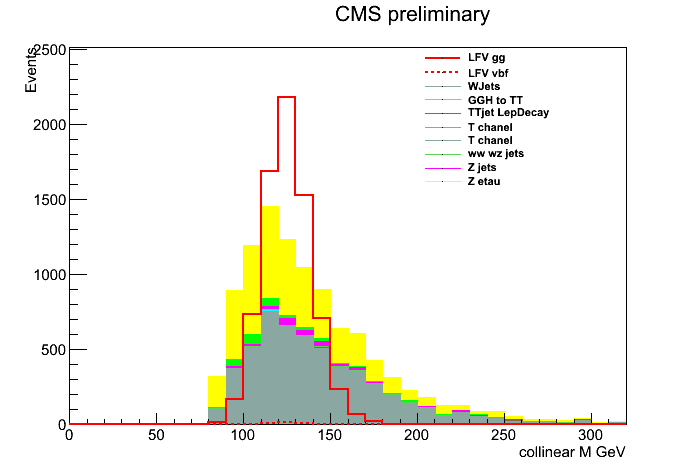 CMS preliminary
Events
2500
2000
1500
1000
500
0
LFV gg
LFV vbf
WJets
GGH to TT
TTjet LepDecay
T chanel
T chanel
ww wz jets
Z jets
Z etau
0 50 100 150 200 250 300
collinear M GeV